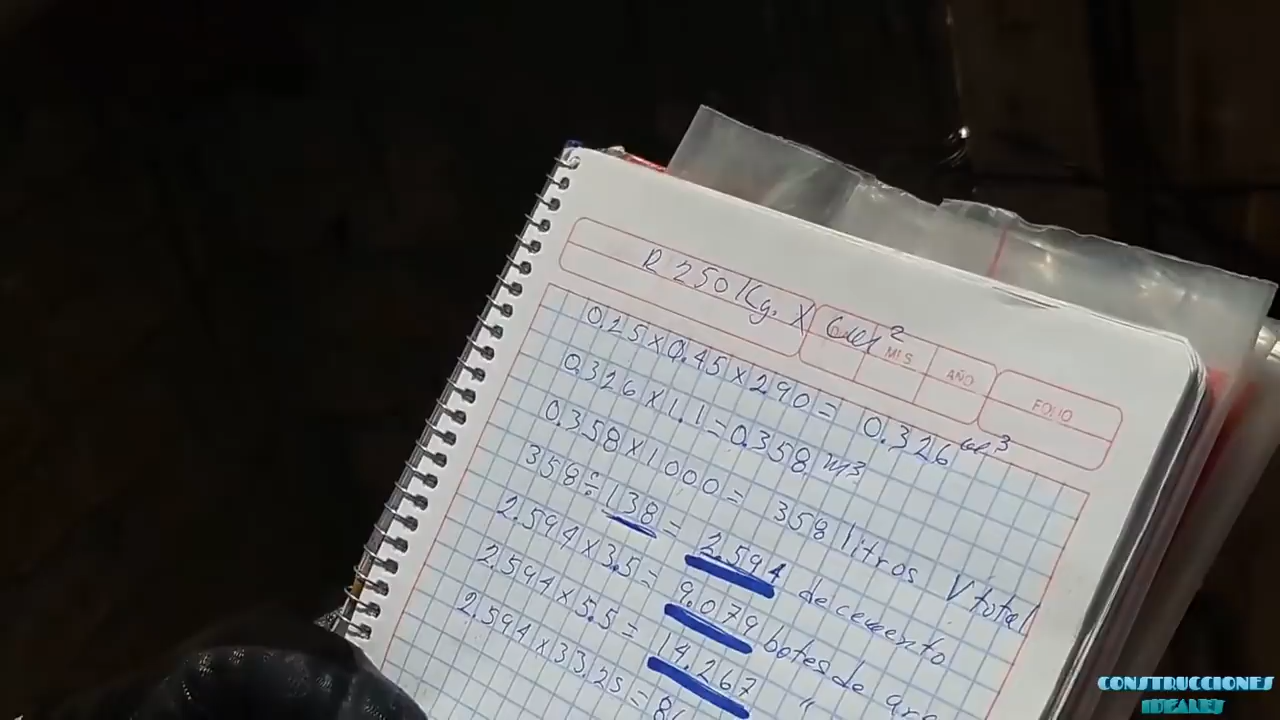 R 250 Kg. X cm²
MES AÑO FOLIO
0.25 x 0.45 x 290 = 0.326 m³
0.326 x 1.1 = 0.358 m³
0.358 x 1000 = 358 litros V total
358 ÷ 138 = 2.594 de cemento
2.594 x 3.5 = 9.079 botes de
2.594 x 5.5 = 14.267 "
2.594 x 33.25 =
CONSTRUCCIONES
IDEALES